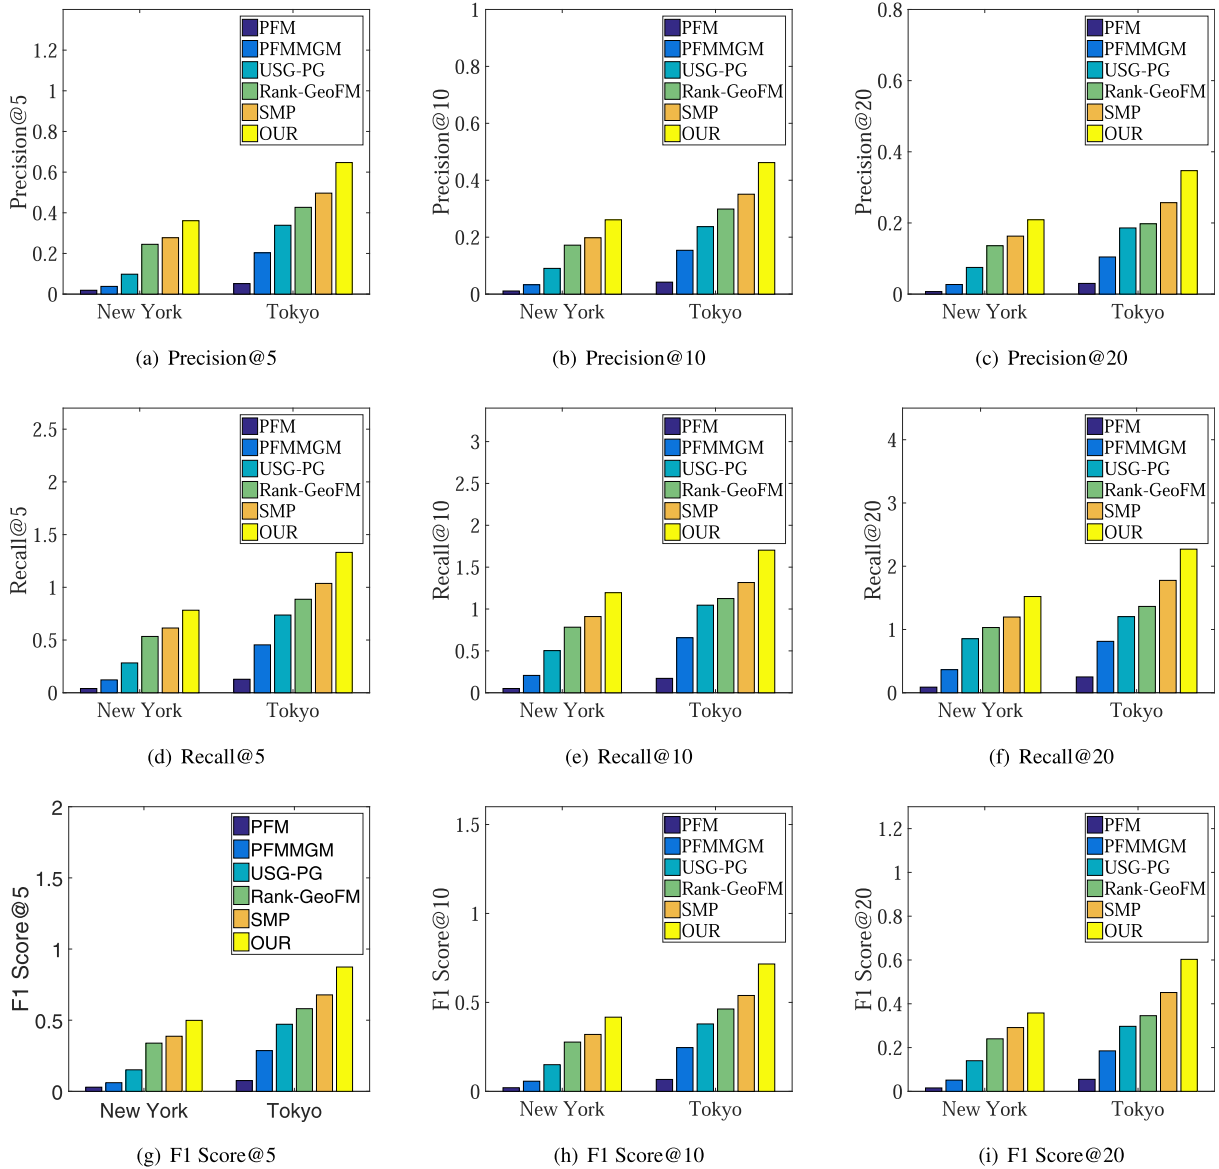 Precision@5
1.2
1
0.8
0.6
0.4
0.2
0
PFM
PFMMGM
USG-PG
Rank-GeoFM
SMP
OUR
New York
Tokyo
(a) Precision@5
Precision@10
1
0.8
0.6
0.4
0.2
0
PFM
PFMMGM
USG-PG
Rank-GeoFM
SMP
OUR
New York
Tokyo
(b) Precision@10
Precision@20
0.8
0.6
0.4
0.2
0
PFM
PFMMGM
USG-PG
Rank-GeoFM
SMP
OUR
New York
Tokyo
(c) Precision@20
Recall@5
2.5
2
1.5
1
0.5
0
PFM
PFMMGM
USG-PG
Rank-GeoFM
SMP
OUR
New York
Tokyo
(d) Recall@5
Recall@10
3
2.5
2
1.5
1
0.5
0
PFM
PFMMGM
USG-PG
Rank-GeoFM
SMP
OUR
New York
Tokyo
(e) Recall@10
Recall@20
4
3
2
1
0
PFM
PFMMGM
USG-PG
Rank-GeoFM
SMP
OUR
New York
Tokyo
(f) Recall@20
F1 Score@5
2
1.5
1
0.5
0
PFM
PFMMGM
USG-PG
Rank-GeoFM
SMP
OUR
New York
Tokyo
(g) F1 Score@5
F1 Score@10
1.5
1
0.5
0
PFM
PFMMGM
USG-PG
Rank-GeoFM
SMP
OUR
New York
Tokyo
(h) F1 Score@10
F1 Score@20
1.2
1
0.8
0.6
0.4
0.2
0
PFM
PFMMGM
USG-PG
Rank-GeoFM
SMP
OUR
New York
Tokyo
(i) F1 Score@20